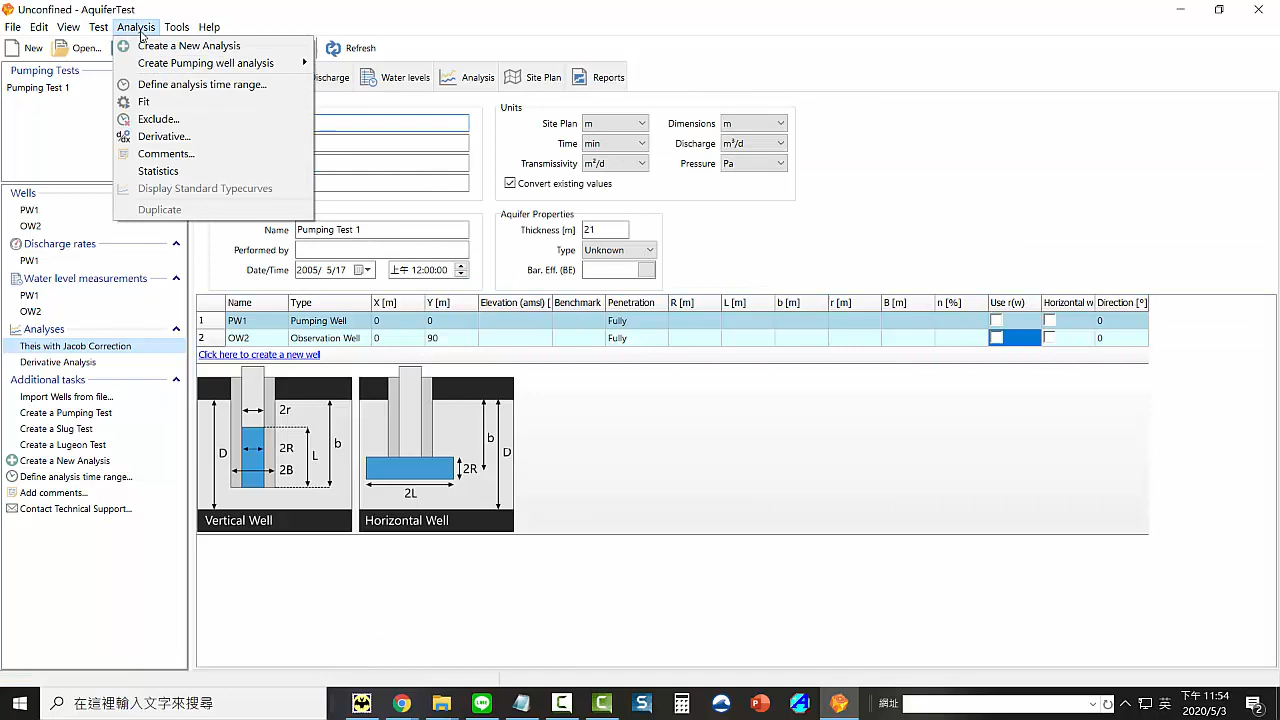 Unconfined - AquiferTest
File Edit View Test Analysis Tools Help
New Open... Refresh
Create a New Analysis
Create Pumping well analysis
Define analysis time range...
Fit
Exclude...
Derivative...
Comments...
Statistics
Display Standard Typecurves
Duplicate
Pumping Tests
Pumping Test 1
Discharge Water levels Analysis Site Plan Reports
Units
Site Plan m Dimensions m
Time min Discharge m³/d
Transmissivity m²/d Pressure Pa
Convert existing values
Wells
PW1
OW2
Discharge rates
PW1
Water level measurements
PW1
OW2
Analyses
Theis with Jacob Correction
Derivative Analysis
Additional tasks
Import Wells from file...
Create a Pumping Test
Create a Slug Test
Create a Lugeon Test
Create a New Analysis
Define analysis time range...
Add comments...
Contact Technical Support...
Name Pumping Test 1
Performed by
Date/Time 2005/ 5/17 上午 12:00:00
Aquifer Properties
Thickness [m] 21
Type Unknown
Bar. Eff. (BE)
Name Type X [m] Y [m] Elevation (amsl) [ Benchmark Penetration R [m] L [m] b [m] r [m] B [m] n [%] Use r(w) Horizontal w Direction [º]
1 PW1 Pumping Well 0 0 Fully 0
2 OW2 Observation Well 0 90 Fully 0
Click here to create a new wel
2r
D 2R L b
2B
Vertical Well
b D
2R
2L
Horizontal Well
在這裡輸入文字來搜尋
網址
英
下午 11:54
2020/5/3
2